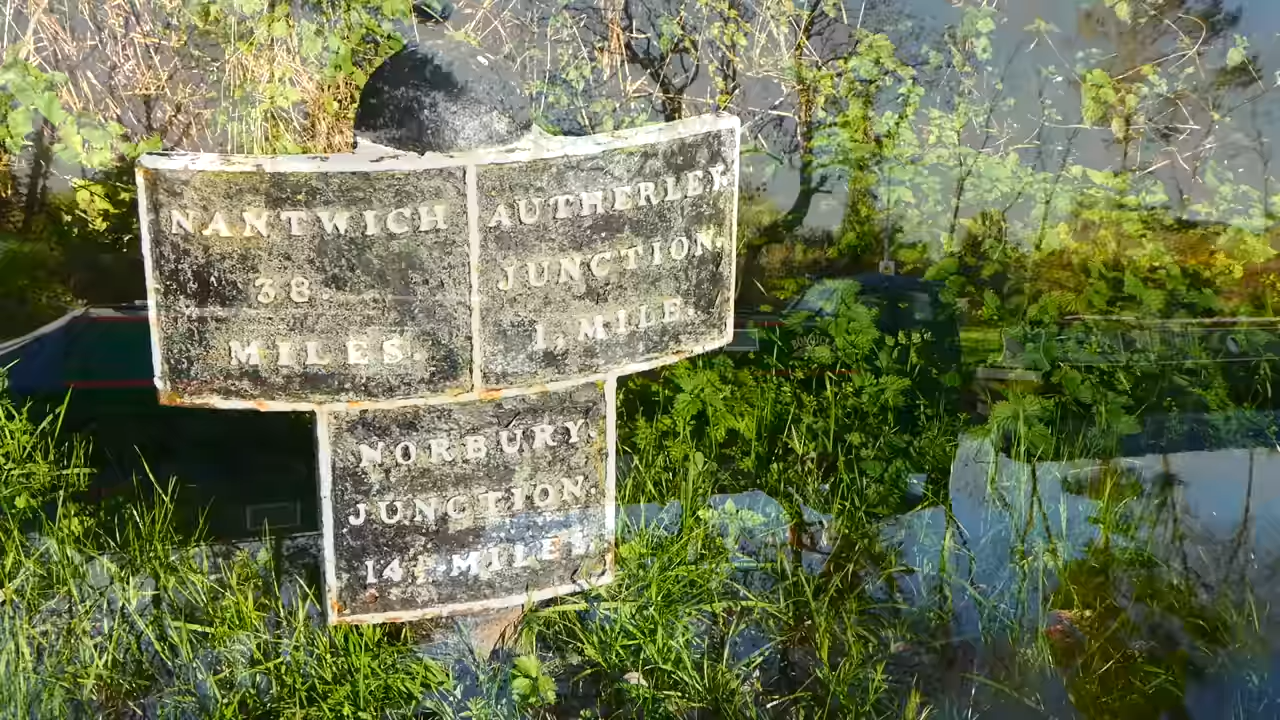 NANTWICH
38
MILES.
AUTHERLEY
JUNCTION.
1, MILE.
NORBURY.
JUNCTION.
MILES